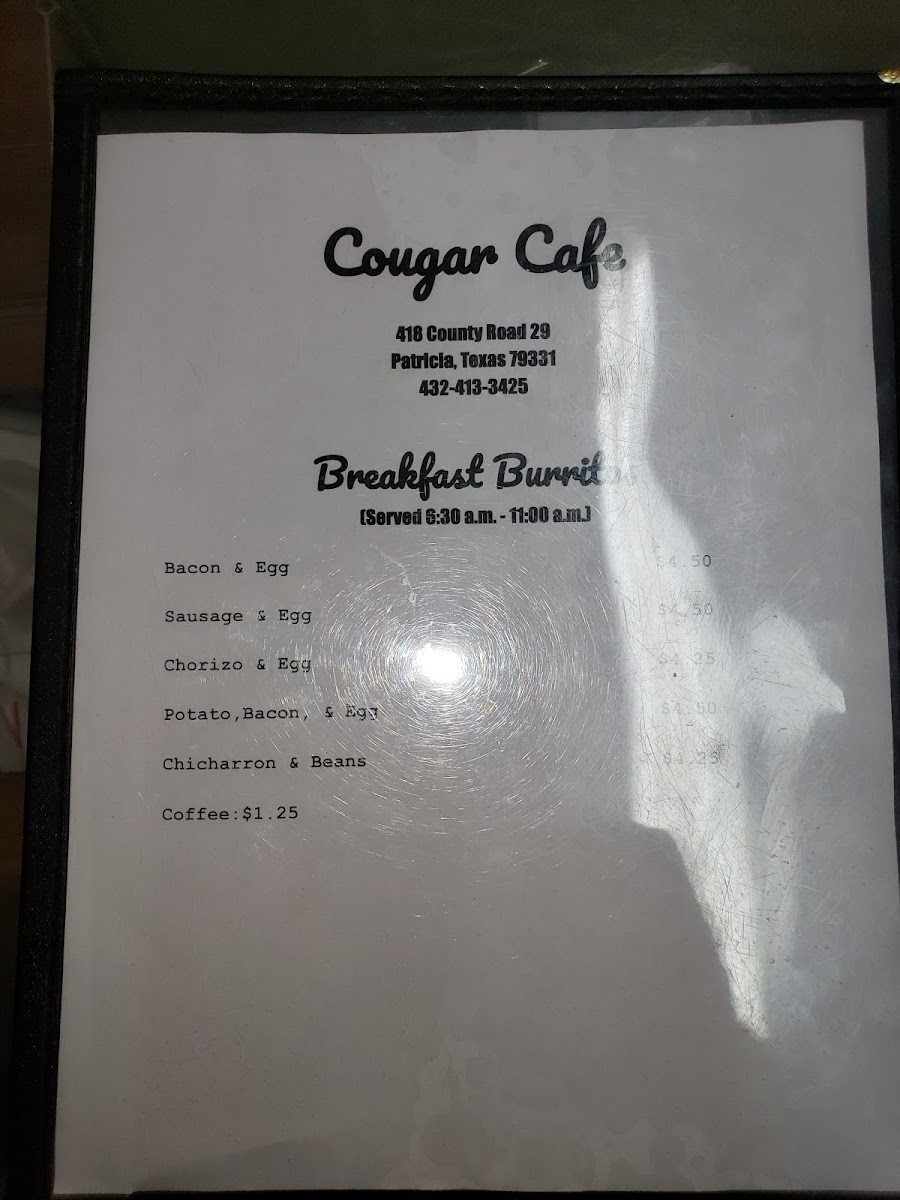 Cougar Cafe
418 County Road 29
Patricia, Texas 79331
432-413-3425
Breakfast Burritos
(Served 6:30 a.m. - 11:00 a.m.)
Bacon & Egg $4.50
Sausage & Egg $4.50
Chorizo & Egg $4.25
Potato,Bacon, & Egg $4.50
Chicharron & Beans $4.25
Coffee:$1.25